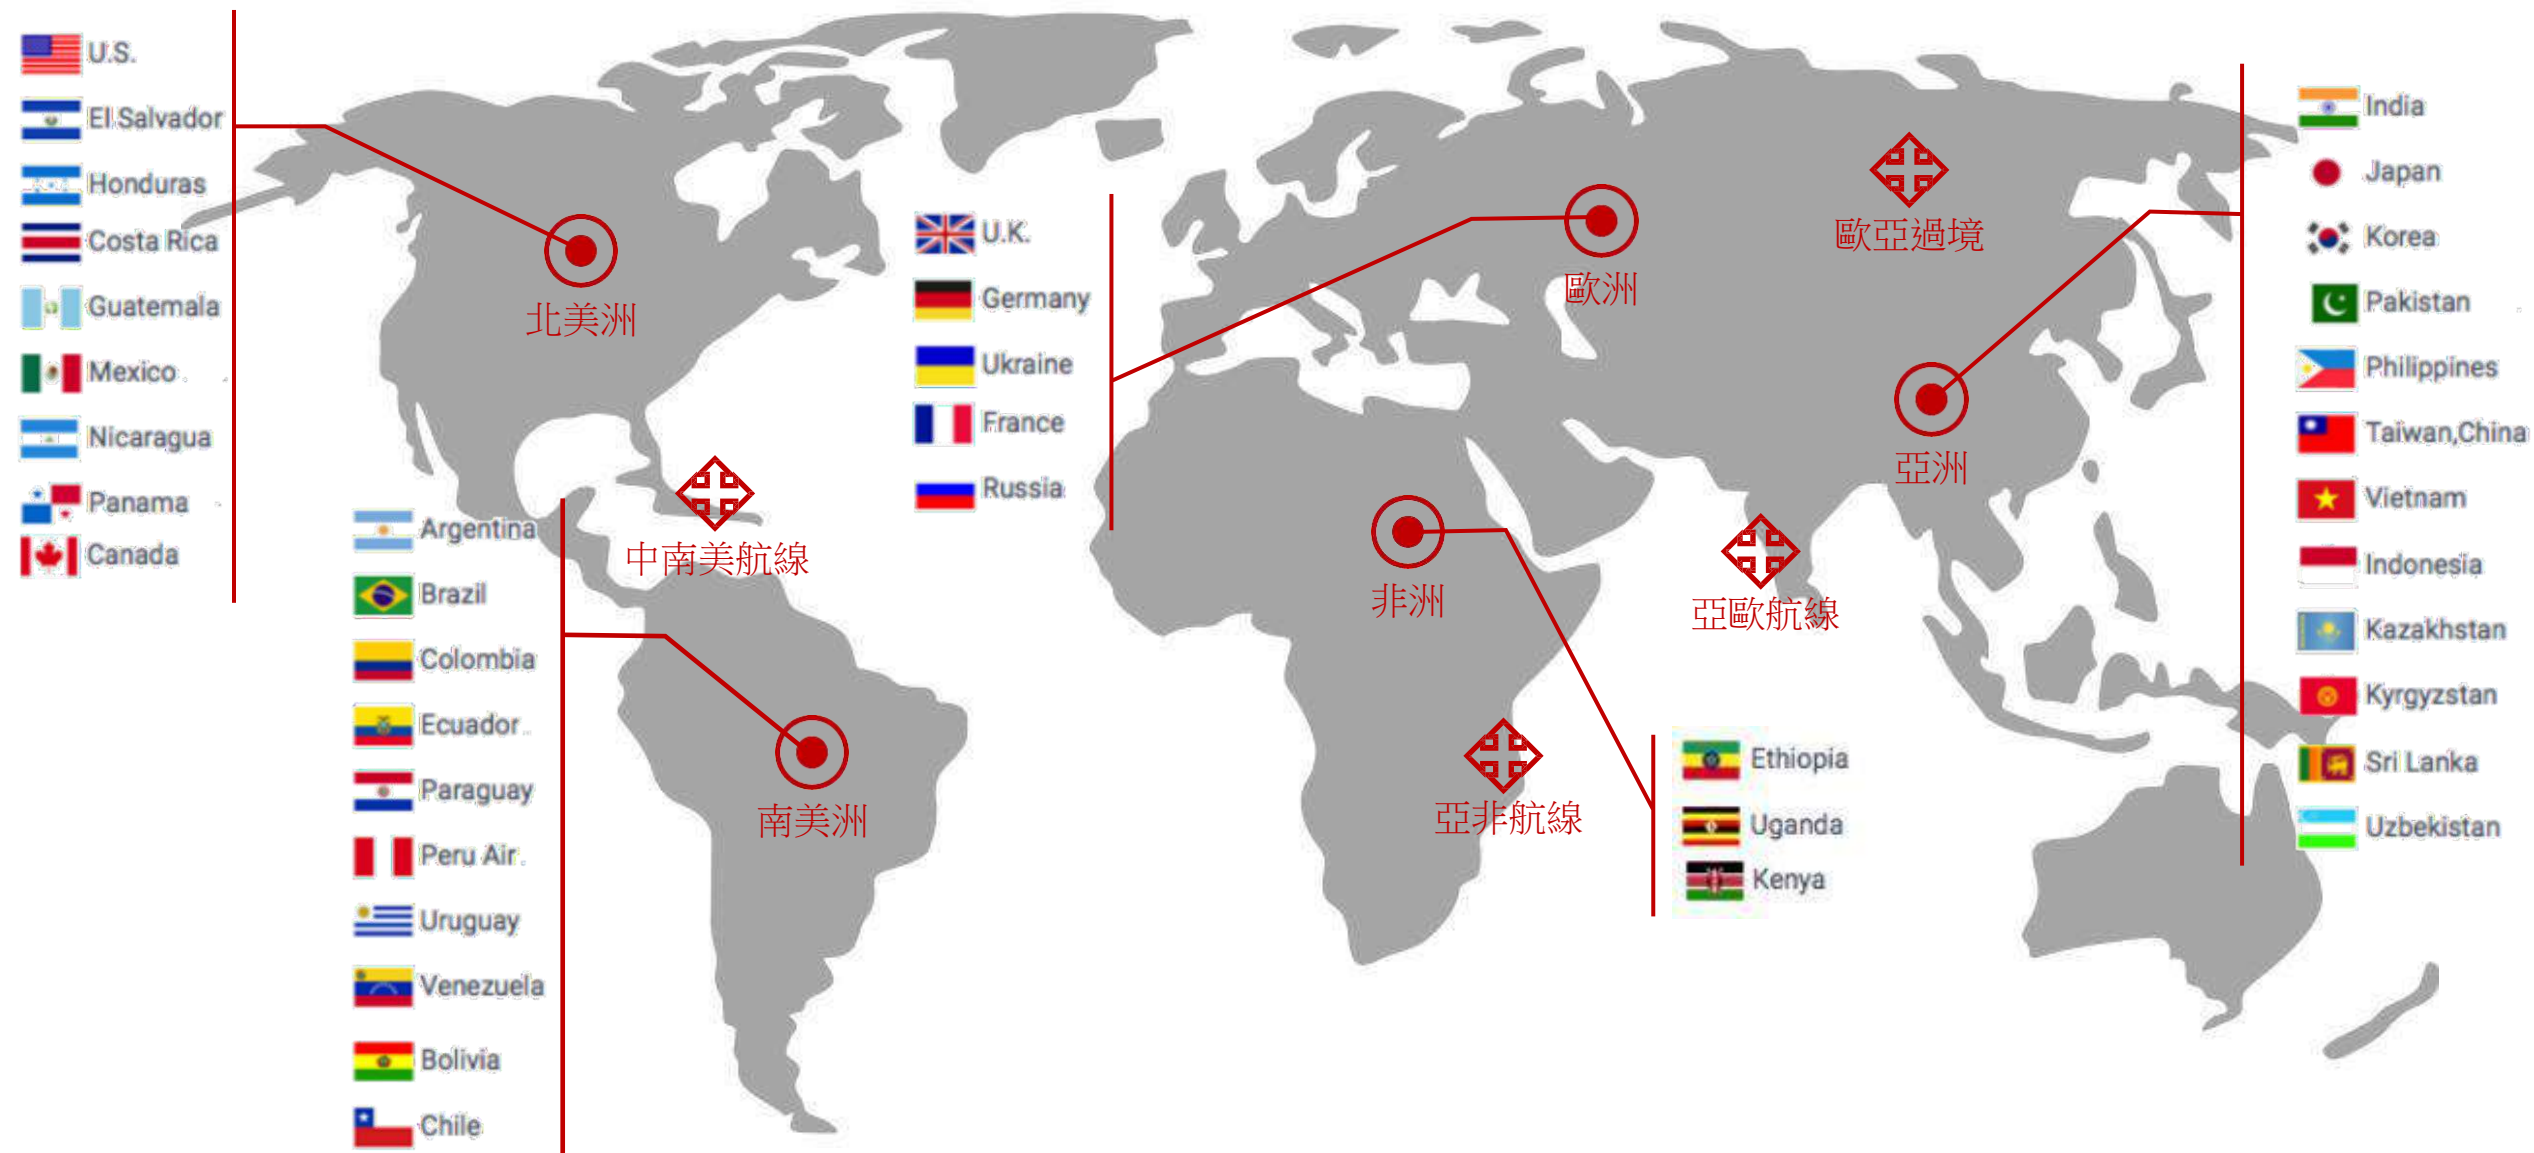 U.S.
El Salvador
Honduras
Costa Rica
Guatemala
Mexico
Nicaragua
Panama
Canada
北美洲
Argentina
Brazil
Colombia
Ecuador
Paraguay
Peru Air
Uruguay
Venezuela
Bolivia
Chile
中南美航線
南美洲
U.K.
Germany
Ukraine
France
Russia
歐洲
歐亞過境
亞洲
非洲
亞歐航線
亞非航線
Ethiopia
Uganda
Kenya
India
Japan
Korea
Pakistan
Philippines
Taiwan,China
Vietnam
Indonesia
Kazakhstan
Kyrgyzstan
Sri Lanka
Uzbekistan